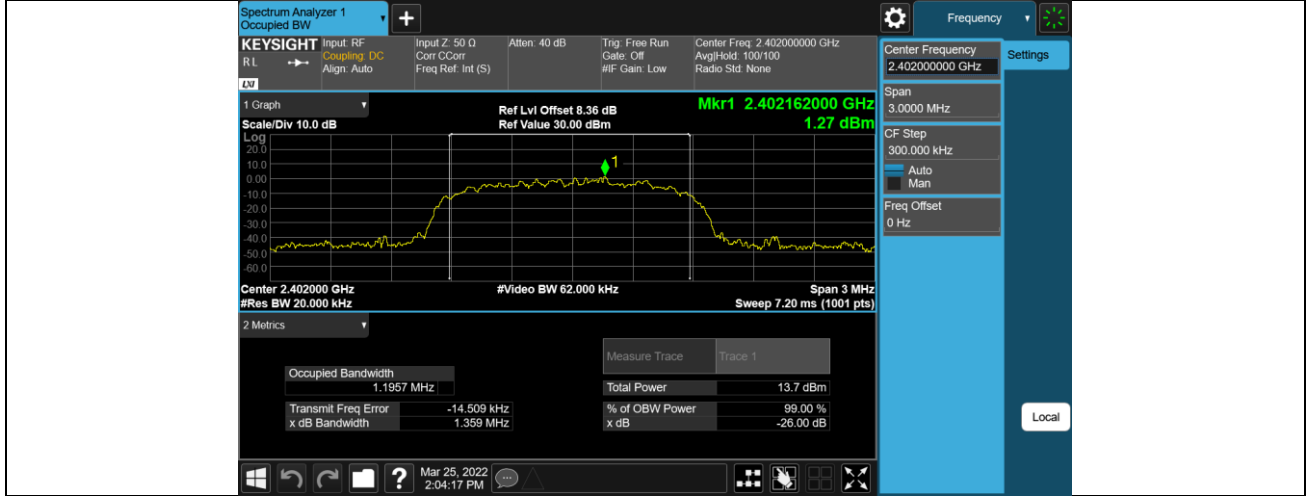 Spectrum Analyzer 1
Occupied BW
Frequency
KEYSIGHT
RL
LXI
Input: RF
Coupling: DC
Align: Auto
Input Z: 50 Ω
Corr CCorr
Freq Ref: Int (S)
Atten: 40 dB
Trig: Free Run
Gate: Off
#IF Gain: Low
Center Freq: 2.402000000 GHz
Avg|Hold: 100/100
Radio Std: None
Center Frequency
2.402000000 GHz
Settings
Span
3.0000 MHz
CF Step
300.000 kHz
Auto
Man
Freq Offset
0 Hz
Local
1 Graph
Scale/Div 10.0 dB
Ref Lvl Offset 8.36 dB
Ref Value 30.00 dBm
Mkr1 2.402162000 GHz
1.27 dBm
Log
20.0
10.0
0.00
-10.0
-20.0
-30.0
-40.0
-50.0
-60.0
1
Center 2.402000 GHz
#Video BW 62.000 kHz
Span 3 MHz
#Res BW 20.000 kHz
Sweep 7.20 ms (1001 pts)
2 Metrics
Measure Trace
Trace 1
Occupied Bandwidth
1.1957 MHz
Total Power
13.7 dBm
Transmit Freq Error
-14.509 kHz
% of OBW Power
99.00 %
x dB Bandwidth
1.359 MHz
x dB
-26.00 dB
?
Mar 25, 2022
2:04:17 PM